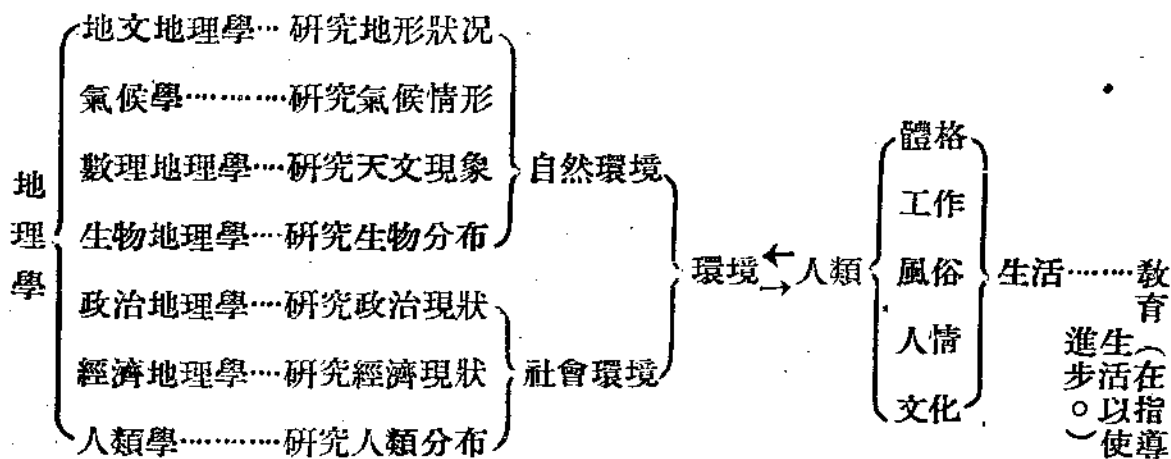 地理學
地文地理學…研究地形狀況
氣候學…………研究氣候情形
數理地理學……研究天文現象
生物地理學……研究生物分布
政治地理學……研究政治現狀
經濟地理學……研究經濟現狀
人類學…………研究人類分布
自然環境
社會環境
環境
人類
體格
工作
風俗
人情
文化
生活………
教育(在指導
生活以使
進步。)